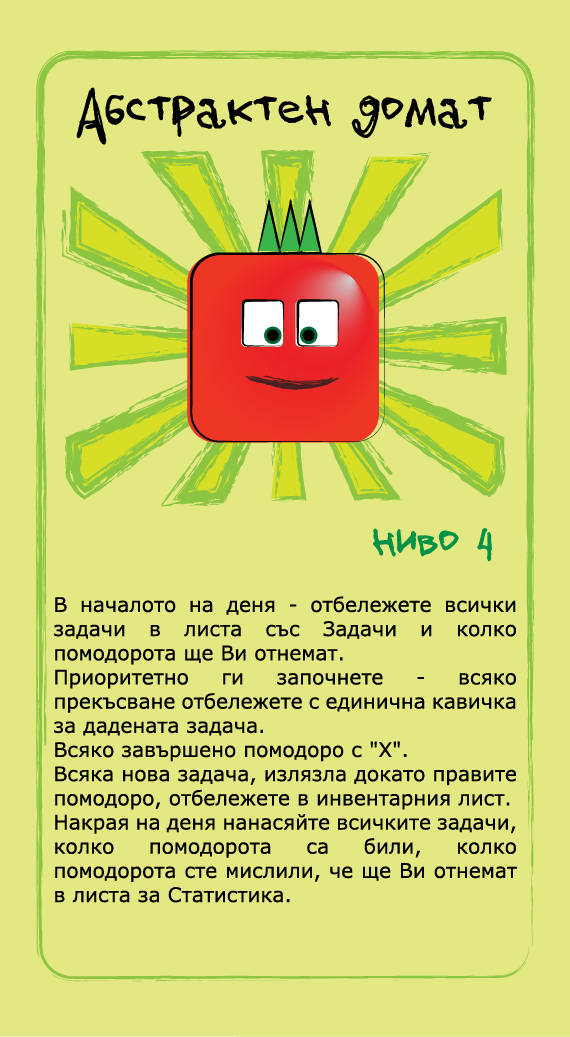 Абстрактен домат
ниво 4
В началото на деня - отбележете всички
задачи в листа със Задачи и колко
помодорота ще Ви отнемат.
Приоритетно ги започнете - всяко
прекъсване отбележете с единична кавичка
за дадената задача.
Всяко завършено помодоро с "X".
Всяка нова задача, излязла докато правите
помодоро, отбележете в инвентарния лист.
Накрая на деня нанасяйте всичките задачи,
колко помодорота са били, колко
помодорота сте мислили, че ще Ви отнемат
в листа за Статистика.